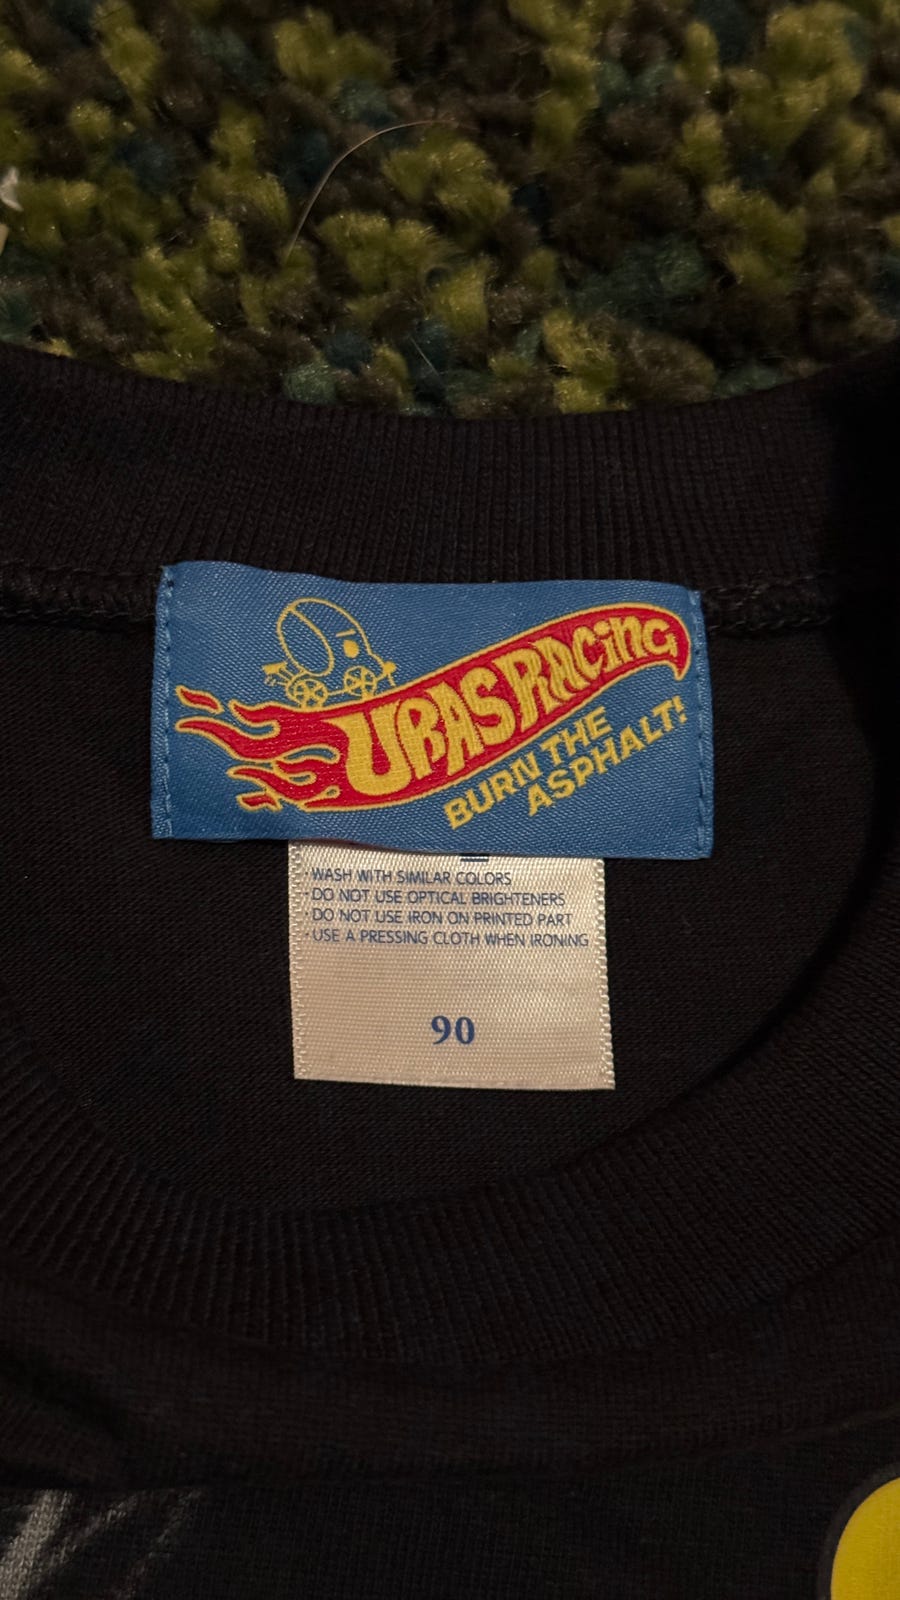 UPAS RACING
BURN THE
ASPHALT!
· WASH WITH SIMILAR COLORS
· DO NOT USE OPTICAL BRIGHTENERS
· DO NOT USE IRON ON PRINTED PART
· USE A PRESSING CLOTH WHEN IRONING
90